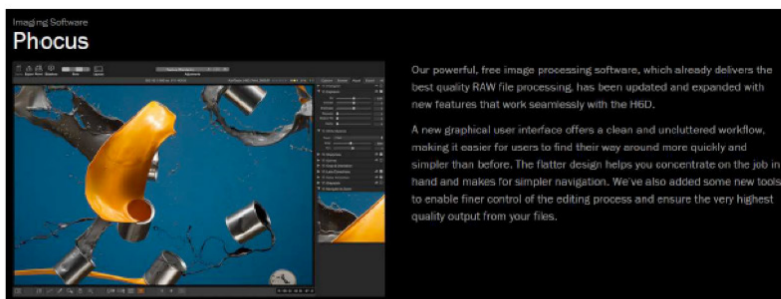 Imaging Software
Phocus
Our powerful, free image processing software, which already delivers the
best quality RAW file processing, has been updated and expanded with
new features that work seamlessly with the H6D.
A new graphical user interface offers a clean and uncluttered workflow,
making it easier for users to find their way around more quickly and
simpler than before. The flatter design helps you concentrate on the job in
hand and makes for simpler navigation. We've also added some new tools
to enable finer control of the editing process and ensure the very highest
quality output from your files.